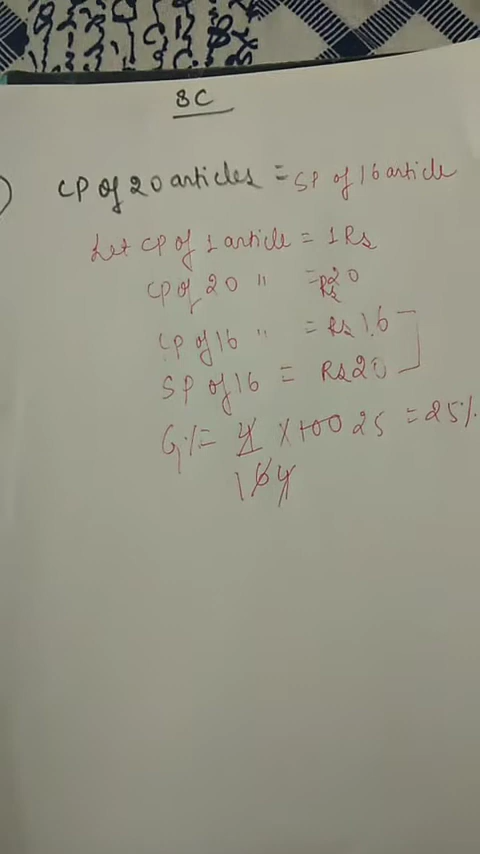 8C
)
CP of 20 articles = SP of 16 article
Let CP of 1 article = 1 Rs
CP of 20 " = Rs 20
CP of 16 " = Rs 16
SP of 16 = Rs 20
G% = 4 × 100 25 = 25%
16 4